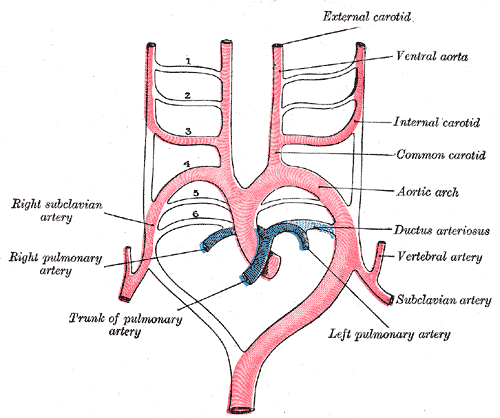 External carotid
Ventral aorta
1
2
Internal carotid
3
Common carotid
4
Aortic arch
5
Right subclavian
artery
6
Ductus arteriosus
Right pulmonary
artery
Vertebral artery
Subclavian artery
Trunk of pulmonary
artery
Left pulmonary artery